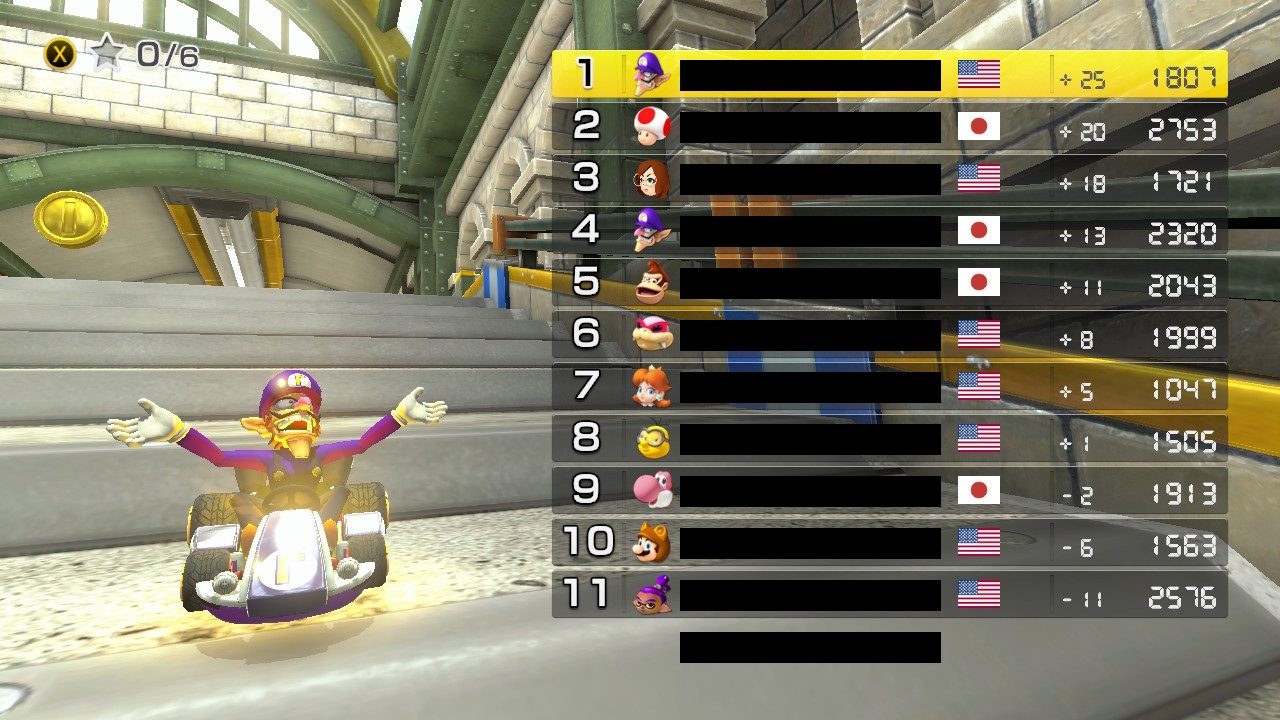 X 0/6
1 + 25 1807
2 + 20 2753
3 + 18 1721
4 + 13 2320
5 + 11 2043
6 + 8 1999
7 + 5 1047
8 + 1 1505
9 - 2 1913
10 - 6 1563
11 - 11 2576